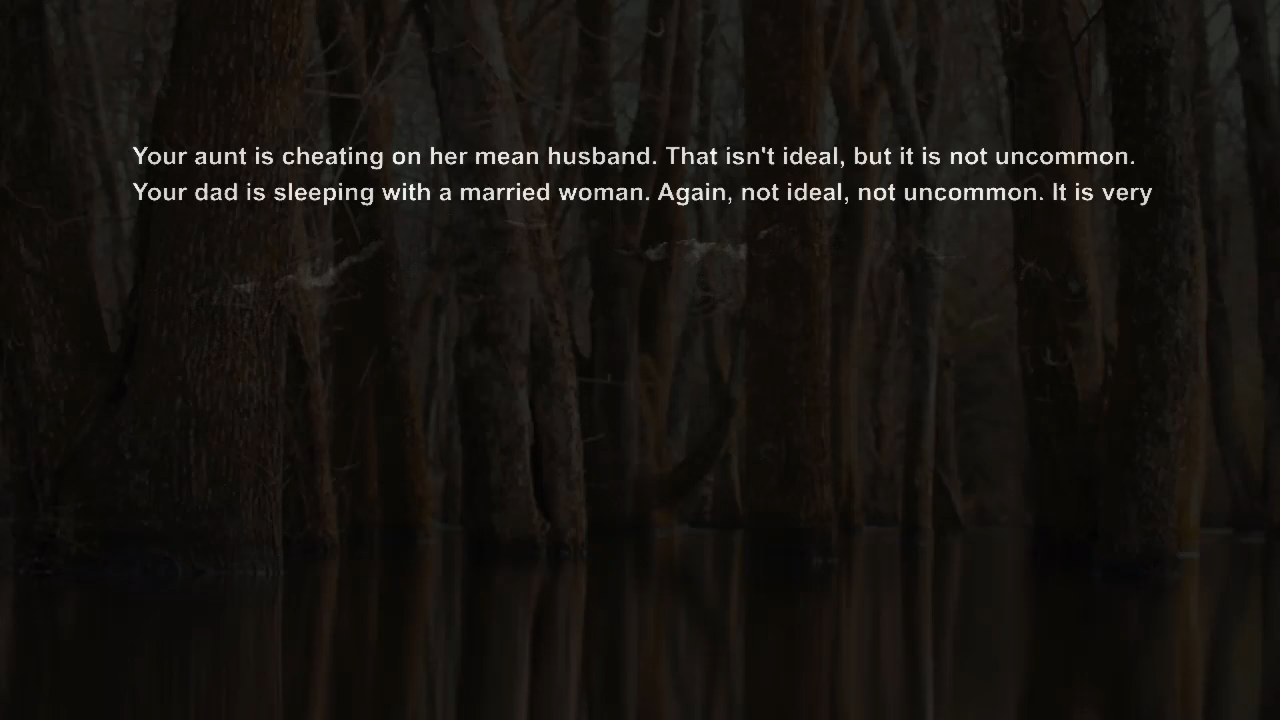 Your aunt is cheating on her mean husband. That isn't ideal, but it is not uncommon.
Your dad is sleeping with a married woman. Again, not ideal, not uncommon. It is very